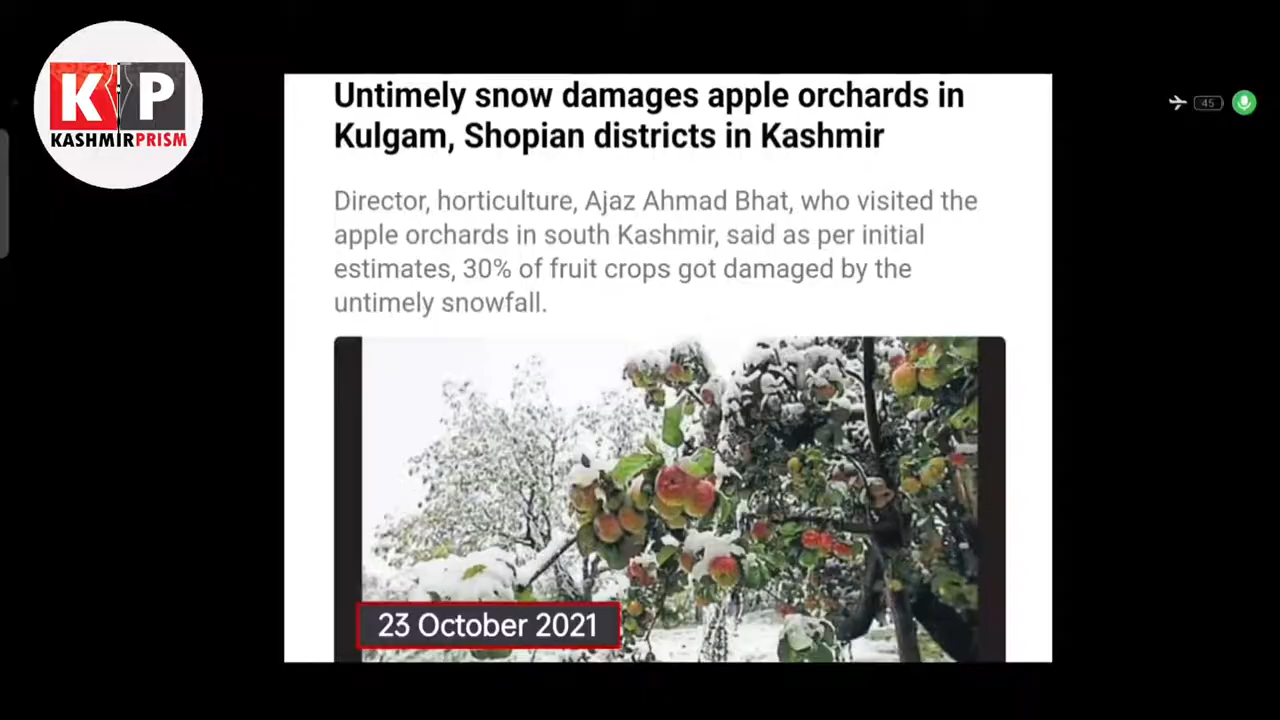 KP
KASHMIRPRISM
45
Untimely snow damages apple orchards in
Kulgam, Shopian districts in Kashmir
Director, horticulture, Ajaz Ahmad Bhat, who visited the
apple orchards in south Kashmir, said as per initial
estimates, 30% of fruit crops got damaged by the
untimely snowfall.
23 October 2021